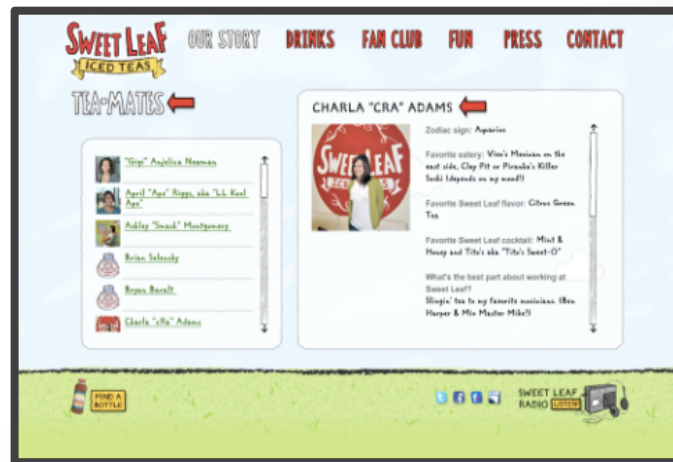 SWEET LEAF
ICED TEAS
OUR STORY
DRINKS
FAN CLUB
FUN
PRESS
CONTACT
TEA-MATES
"Gigi" Anjelica Neaman
April "Ape" Ripps, aka "LL Kool
Ape"
Ashley "Smash" Montgomery
Brian Selensky
Bryan
Charla "cRa" Adams
CHARLA "CRA" ADAMS
SWEET LEAF
Zodiac sign: Aquarius
Favorite eatery: Vivo's Mexican on the
east side, Clay Pit or Piranha's Killer
Sushi (depends on my mood!)
Favorite Sweet Leaf flavor: Citrus Green
Tea
Favorite Sweet Leaf cocktail: Mint &
Honey and Tito's aka "Tito's Sweet-O"
What's the best part about working at
Sweet Leaf?
Slingin' tea to my favorite musicians. (Ben
Harper & Mix Master Mike!)
FIND A
BOTTLE
SWEET LEAF
RADIO LISTEN!